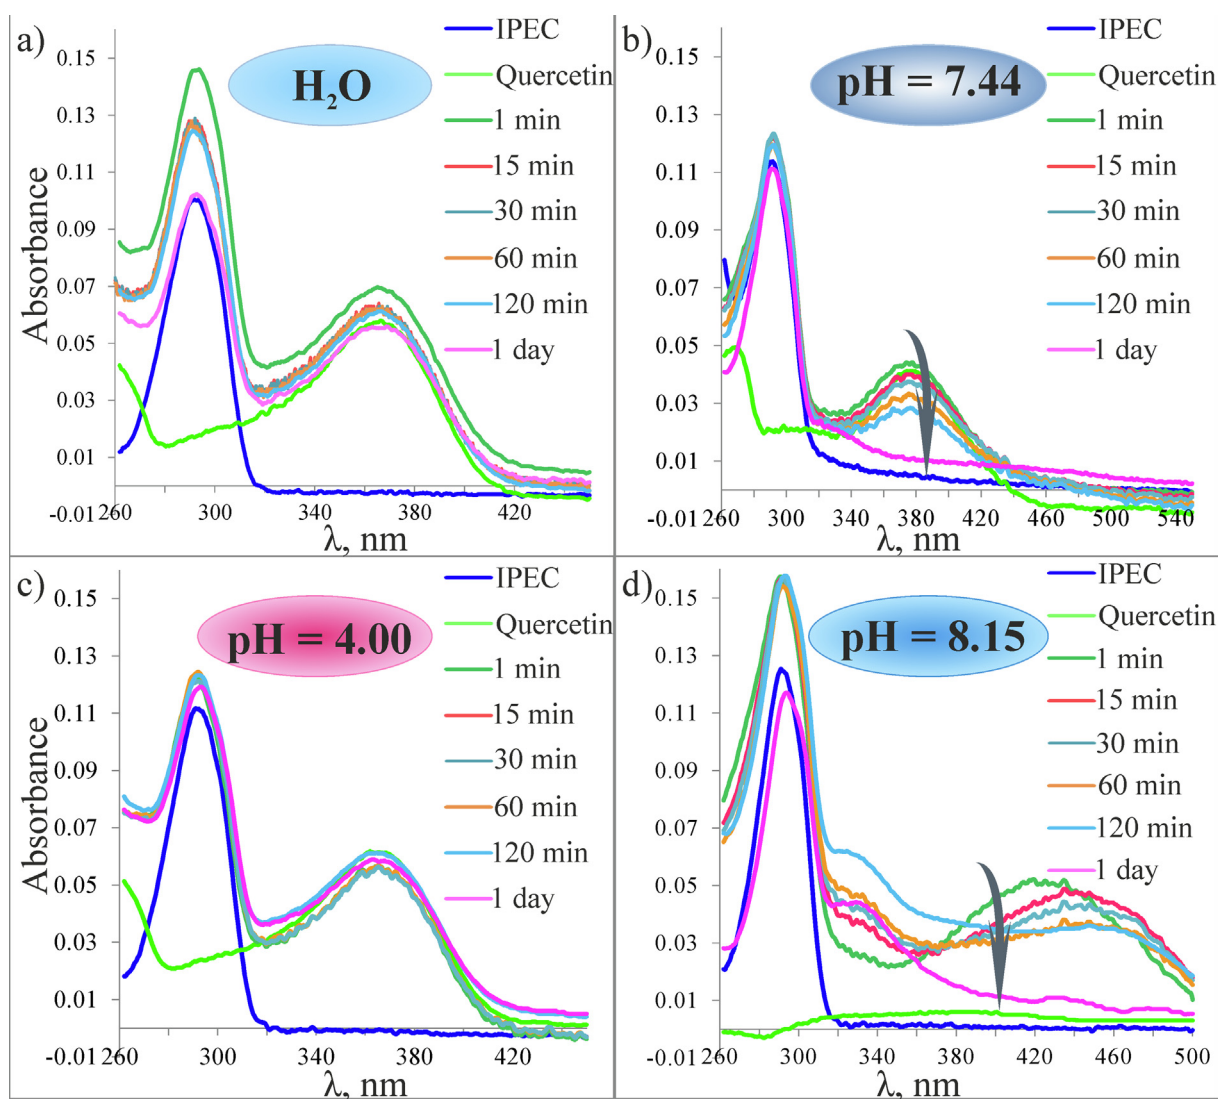 a)
H₂O
IPEC
Quercetin
1 min
15 min
30 min
60 min
120 min
1 day
Absorbance
0.15
0.13
0.11
0.09
0.07
0.05
0.03
0.01
-0.01
260 300 340 380 420
λ, nm
b)
pH = 7.44
IPEC
Quercetin
1 min
15 min
30 min
60 min
120 min
1 day
0.15
0.13
0.11
0.09
0.07
0.05
0.03
0.01
-0.01
260 300 340 380 420 460 500 540
λ, nm
c)
pH = 4.00
IPEC
Quercetin
1 min
15 min
30 min
60 min
120 min
1 day
Absorbance
0.15
0.13
0.11
0.09
0.07
0.05
0.03
0.01
-0.01
260 300 340 380 420
λ, nm
d)
pH = 8.15
IPEC
Quercetin
1 min
15 min
30 min
60 min
120 min
1 day
0.15
0.13
0.11
0.09
0.07
0.05
0.03
0.01
-0.01
260 300 340 380 420 460 500
λ, nm